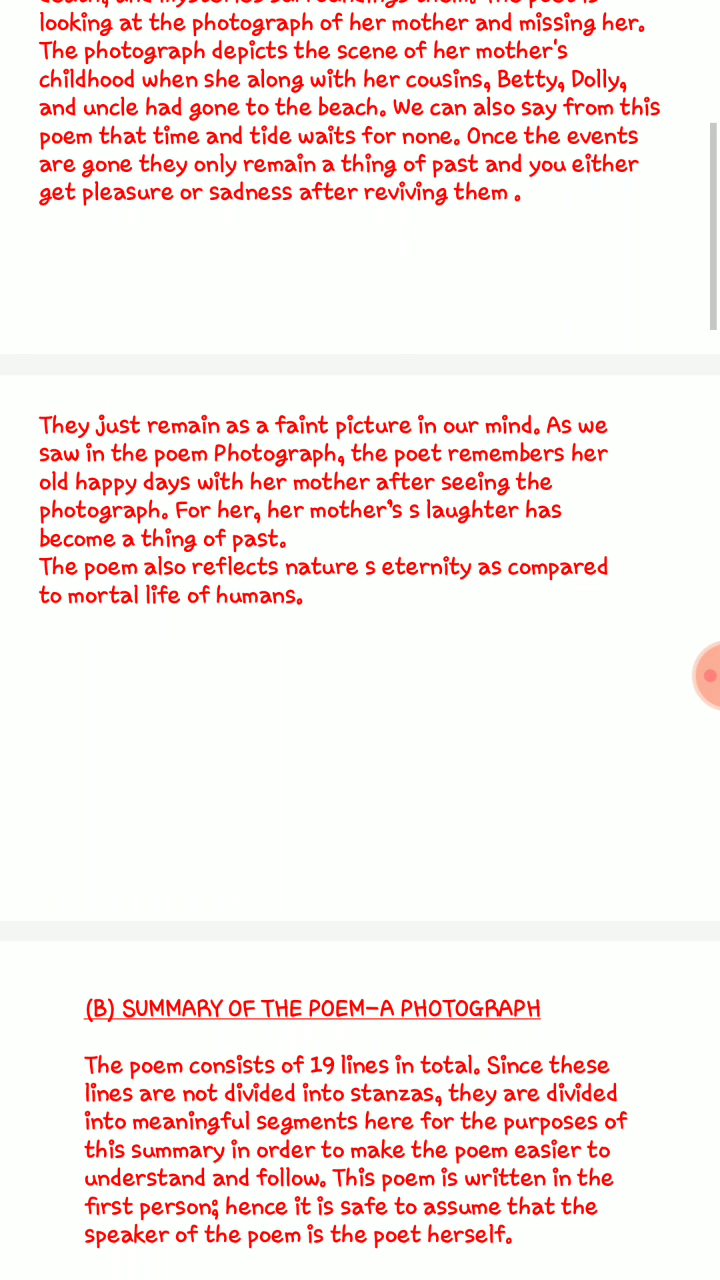 looking at the photograph of her mother and missing her.
The photograph depicts the scene of her mother's
childhood when she along with her cousins, Betty, Dolly,
and uncle had gone to the beach. We can also say from this
poem that time and tide waits for none. Once the events
are gone they only remain a thing of past and you either
get pleasure or sadness after reviving them .
They just remain as a faint picture in our mind. As we
saw in the poem Photograph, the poet remembers her
old happy days with her mother after seeing the
photograph. For her, her mother’s s laughter has
become a thing of past.
The poem also reflects nature s eternity as compared
to mortal life of humans.
(B) SUMMARY OF THE POEM–A PHOTOGRAPH
The poem consists of 19 lines in total. Since these
lines are not divided into stanzas, they are divided
into meaningful segments here for the purposes of
this summary in order to make the poem easier to
understand and follow. This poem is written in the
first person; hence it is safe to assume that the
speaker of the poem is the poet herself.